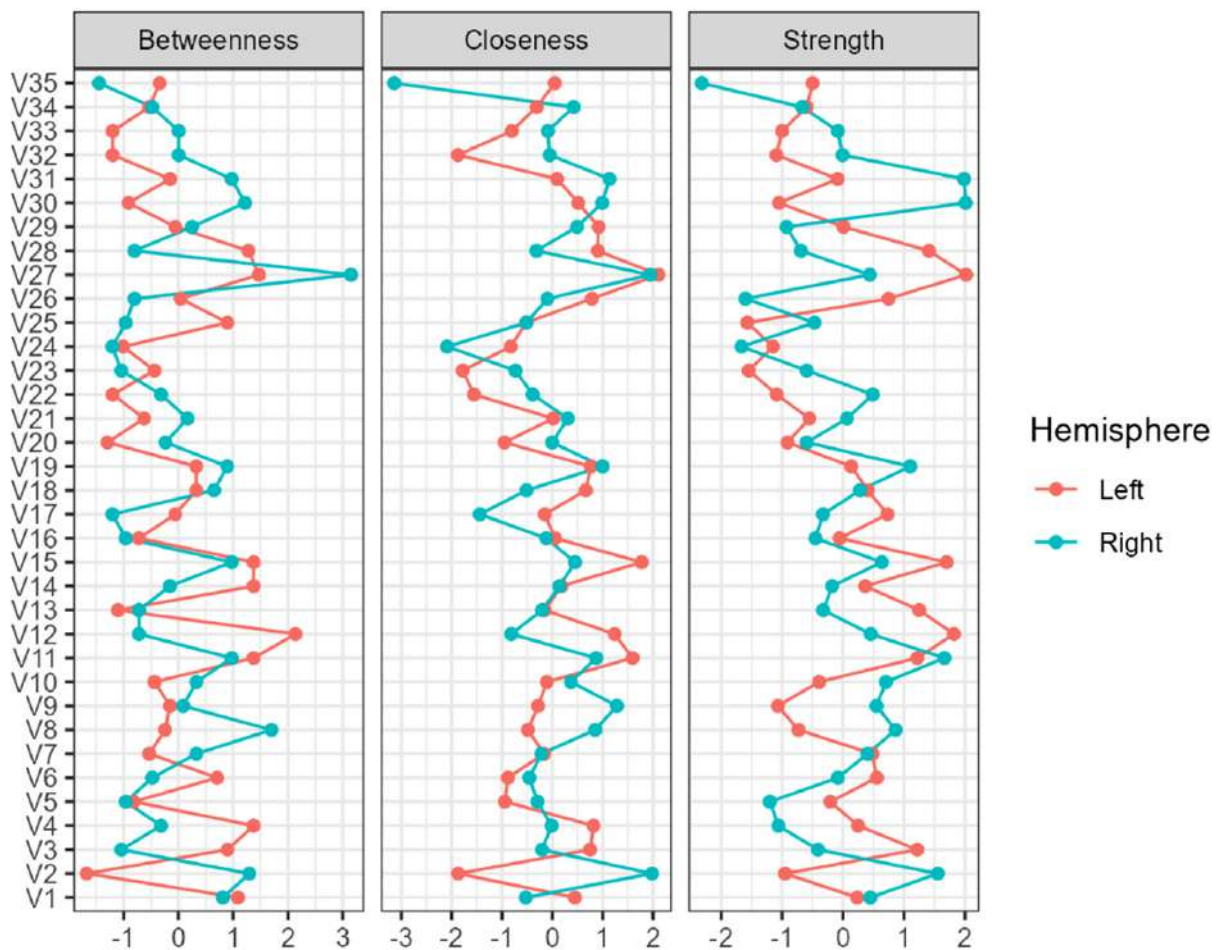 Betweenness Closeness Strength
V35
V34
V33
V32
V31
V30
V29
V28
V27
V26
V25
V24
V23
V22
V21
V20
V19
V18
V17
V16
V15
V14
V13
V12
V11
V10
V9
V8
V7
V6
V5
V4
V3
V2
V1
-1 0 1 2 3 -3 -2 -1 0 1 2 -2 -1 0 1 2
Hemisphere
Left
Right